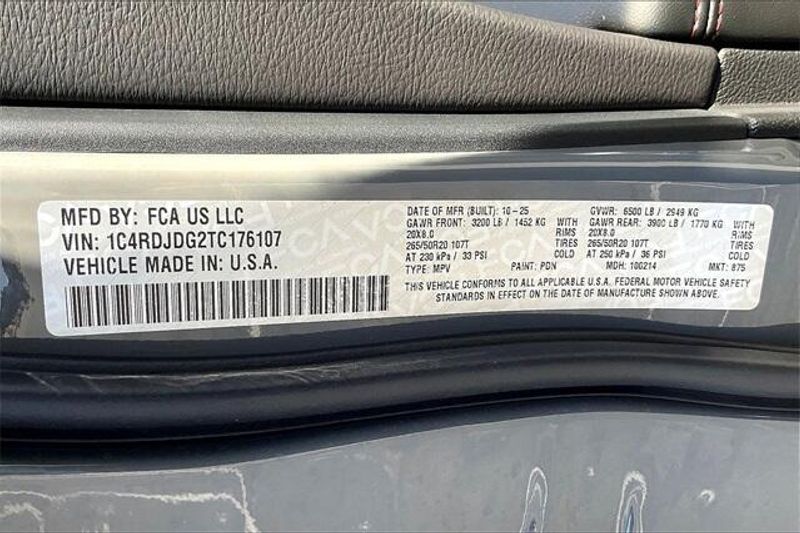 MFD BY: FCA US LLC
VIN: 1C4RDJDG2TC176107
VEHICLE MADE IN: U.S.A.
DATE OF MFR (BUILT): 10-25 GVWR: 6500 LB / 2949 KG
GAWR FRONT: 3200 LB / 1452 KG WITH GAWR REAR: 3900 LB / 1770 KG WITH
20X8.0 RIMS 20X8.0 RIMS
265/50R20 107T TIRES 265/50R20 107T TIRES
AT 230 kPa / 33 PSI COLD AT 250 kPa / 36 PSI COLD
TYPE: MPV PAINT: PDN MDH: 100214 MKT: 875
THIS VEHICLE CONFORMS TO ALL APPLICABLE U.S.A. FEDERAL MOTOR VEHICLE SAFETY
STANDARDS IN EFFECT ON THE DATE OF MANUFACTURE SHOWN ABOVE.